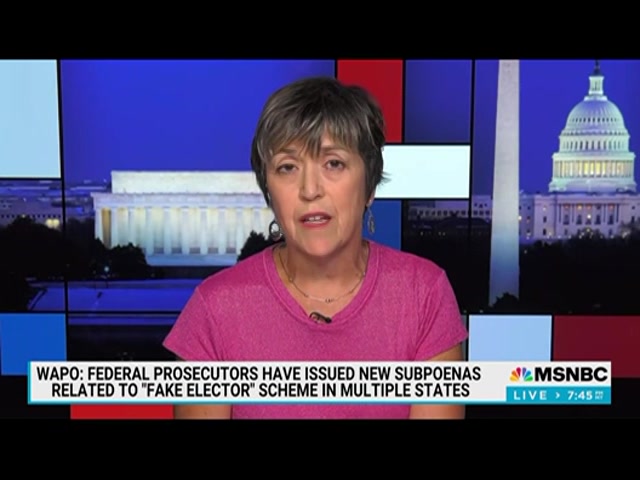 WAPO: FEDERAL PROSECUTORS HAVE ISSUED NEW SUBPOENAS
RELATED TO "FAKE ELECTOR" SCHEME IN MULTIPLE STATES
MSNBC
LIVE 7:45